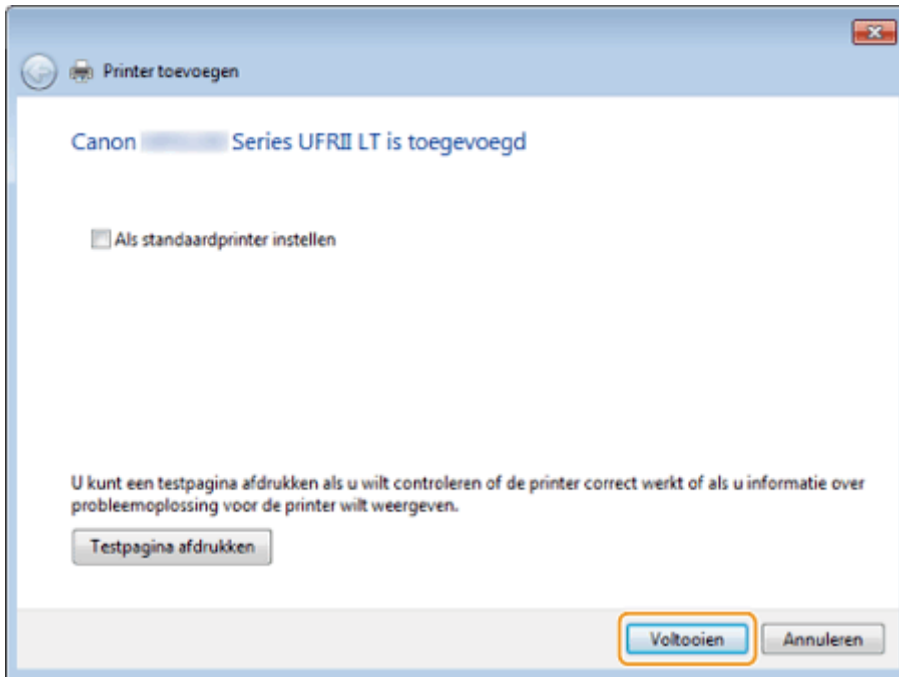 Printer toevoegen
Canon Series UFRII LT is toegevoegd
Als standaardprinter instellen
U kunt een testpagina afdrukken als u wilt controleren of de printer correct werkt of als u informatie over
probleemoplossing voor de printer wilt weergeven.
Testpagina afdrukken
Voltooien Annuleren